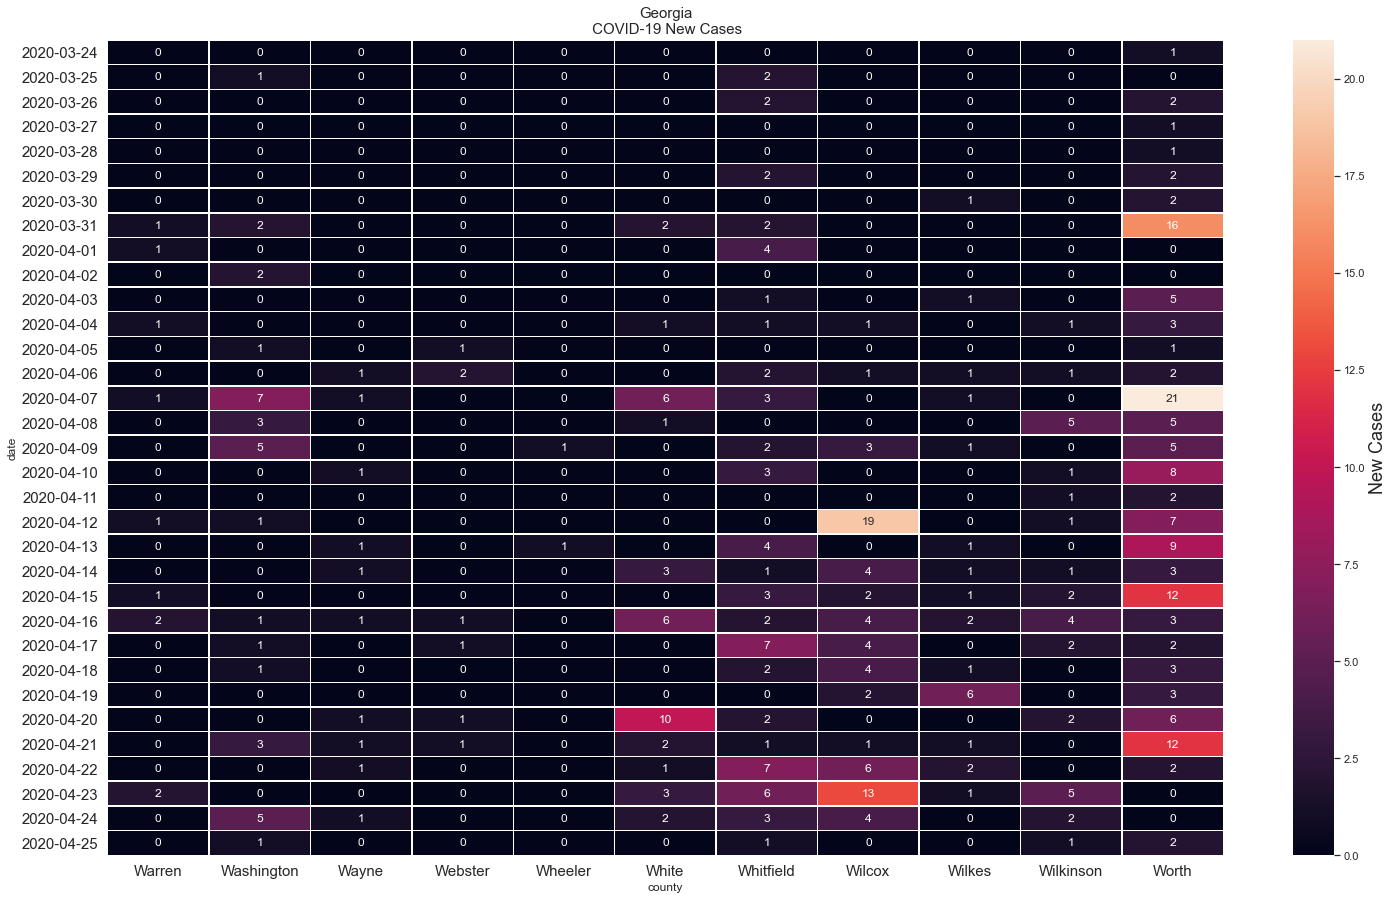 Georgia
COVID-19 New Cases
2020-03-24 0 0 0 0 0 0 0 0 0 0 1
2020-03-25 0 1 0 0 0 0 2 0 0 0 0
2020-03-26 0 0 0 0 0 0 2 0 0 0 2
2020-03-27 0 0 0 0 0 0 0 0 0 0 1
2020-03-28 0 0 0 0 0 0 0 0 0 0 1
2020-03-29 0 0 0 0 0 0 2 0 0 0 2
2020-03-30 0 0 0 0 0 0 0 0 1 0 2
2020-03-31 1 2 0 0 0 2 2 0 0 0 16
2020-04-01 1 0 0 0 0 0 4 0 0 0 0
2020-04-02 0 2 0 0 0 0 0 0 0 0 0
2020-04-03 0 0 0 0 0 0 1 0 1 0 5
2020-04-04 1 0 0 0 0 1 1 1 0 1 3
2020-04-05 0 1 0 1 0 0 0 0 0 0 1
2020-04-06 0 0 1 2 0 0 2 1 1 1 2
2020-04-07 1 7 1 0 0 6 3 0 1 0 21
2020-04-08 0 3 0 0 0 1 0 0 0 5 5
2020-04-09 0 5 0 0 1 0 2 3 1 0 5
2020-04-10 0 0 1 0 0 0 3 0 0 1 8
2020-04-11 0 0 0 0 0 0 0 0 0 1 2
2020-04-12 1 1 0 0 0 0 0 19 0 1 7
2020-04-13 0 0 1 0 1 0 4 0 1 0 9
2020-04-14 0 0 1 0 0 3 1 4 1 1 3
2020-04-15 1 0 0 0 0 0 3 2 1 2 12
2020-04-16 2 1 1 1 0 6 2 4 2 4 3
2020-04-17 0 1 0 1 0 0 7 4 0 2 2
2020-04-18 0 1 0 0 0 0 2 4 1 0 3
2020-04-19 0 0 0 0 0 0 0 2 6 0 3
2020-04-20 0 0 1 1 0 10 2 0 0 2 6
2020-04-21 0 3 1 1 0 2 1 1 1 0 12
2020-04-22 0 0 1 0 0 1 7 6 2 0 2
2020-04-23 2 0 0 0 0 3 6 13 1 5 0
2020-04-24 0 5 1 0 0 2 3 4 0 2 0
2020-04-25 0 1 0 0 0 0 1 0 0 1 2
Warren Washington Wayne Webster Wheeler White Whitfield Wilcox Wilkes Wilkinson Worth
county
date
20.0
17.5
15.0
12.5
10.0
7.5
5.0
2.5
0.0
New Cases